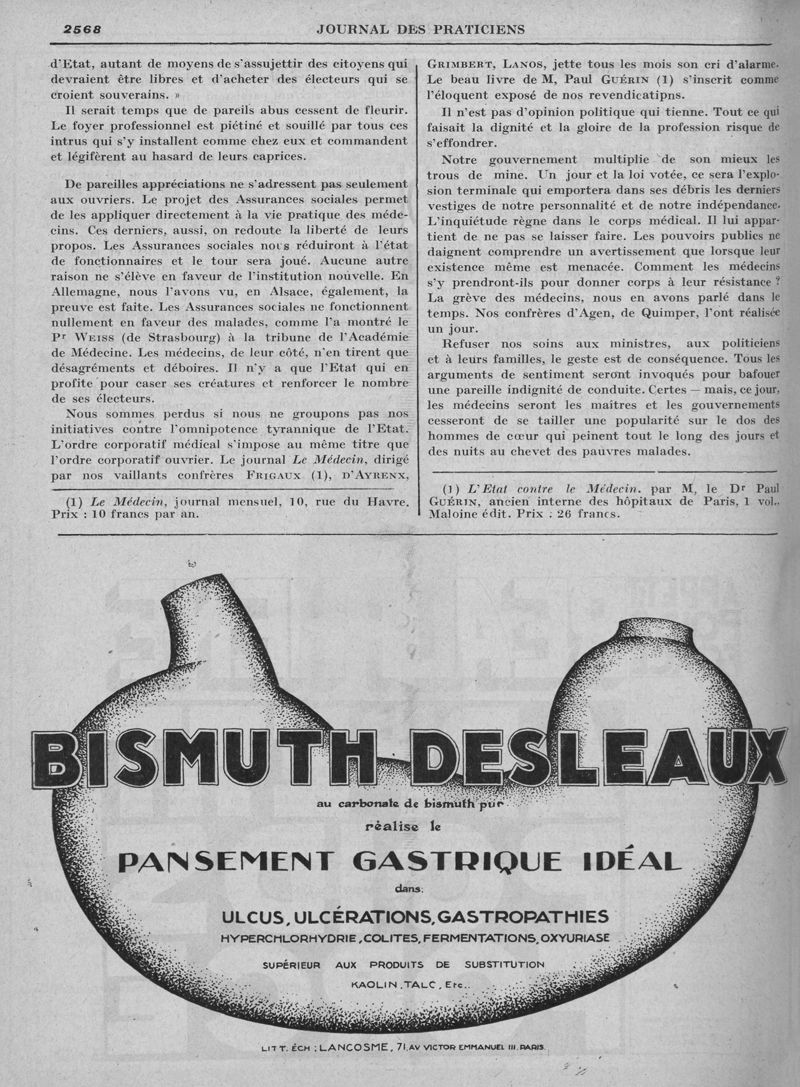 2568
JOURNAL DES PRATICIENS
d'Etat, autant de moyens de s'assujettir des citoyens qui
devraient être libres et d'acheter des électeurs qui se
croient souverains. »
Il serait temps que de pareils abus cessent de fleurir.
Le foyer professionnel est piétiné et souillé par tous ces
intrus qui s'y installent comme chez eux et commandent
et légifèrent au hasard de leurs caprices.
De pareilles appréciations ne s'adressent pas seulement
aux ouvriers. Le projet des Assurances sociales permet
de les appliquer directement à la vie pratique des méde-
cins. Ces derniers, aussi, on redoute la liberté de leurs
propos. Les Assurances sociales nous réduiront à l'état
de fonctionnaires et le tour sera joué. Aucune autre
raison ne s'élève en faveur de l'institution nouvelle. En
Allemagne, nous l'avons vu, en Alsace, également, la
preuve est faite. Les Assurances sociales ne fonctionnent
nullement en faveur des malades, comme l'a montré le
Pr WEISS (de Strasbourg) à la tribune de l'Académie
de Médecine. Les médecins, de leur côté, n'en tirent que
désagréments et déboires. Il n'y a que l'Etat qui en
profite pour caser ses créatures et renforcer le nombre
de ses électeurs.
Nous sommes perdus si nous ne groupons pas nos
initiatives contre l'omnipotence tyrannique de l'Etat.
L'ordre corporatif médical s'impose au même titre que
l'ordre corporatif ouvrier. Le journal Le Médecin, dirigé
par nos vaillants confrères FRIGAUX (1), D'AYRENX,
(1) Le Médecin, journal mensuel, 10, rue du Havre.
Prix : 10 francs par an.
GRIMBERT, LANOS, jette tous les mois son cri d'alarme.
Le beau livre de M, Paul GUÉRIN (1) s'inscrit comme
l'éloquent exposé de nos revendicatipns.
Il n'est pas d'opinion politique qui tienne. Tout ce qui
faisait la dignité et la gloire de la profession risque de
s'effondrer.
Notre gouvernement multiplie de son mieux les
trous de mine. Un jour et la loi votée, ce sera l'explo-
sion terminale qui emportera dans ses débris les derniers
vestiges de notre personnalité et de notre indépendance.
L'inquiétude règne dans le corps médical. Il lui appar-
tient de ne pas se laisser faire. Les pouvoirs publics ne
daignent comprendre un avertissement que lorsque leur
existence même est menacée. Comment les médecins
s'y prendront-ils pour donner corps à leur résistance ?
La grève des médecins, nous en avons parlé dans le
temps. Nos confrères d'Agen, de Quimper, l'ont réalisée
un jour.
Refuser nos soins aux ministres, aux politiciens
et à leurs familles, le geste est de conséquence. Tous les
arguments de sentiment seront invoqués pour bafouer
une pareille indignité de conduite. Certes — mais, ce jour,
les médecins seront les maîtres et les gouvernements
cesseront de se tailler une popularité sur le dos des
hommes de cœur qui peinent tout le long des jours et
des nuits au chevet des pauvres malades.
(1) L'Etat contre le Médecin. par M, le Dr Paul
GUÉRIN, ancien interne des hôpitaux de Paris, 1 vol..
Maloine édit. Prix : 26 francs.
BISMUTH DESLEAUX
au carbonate de bismuth pur
réalise le
PANSEMENT GASTRIQUE IDÉAL
dans:
ULCUS, ULCÉRATIONS, GASTROPATHIES
HYPERCHLORHYDRIE, COLITES, FERMENTATIONS, OXYURIASE
SUPÉRIEUR AUX PRODUITS DE SUBSTITUTION
KAOLIN, TALC, Etc..
LITT. ÉCH : LANCOSME, 71, AV VICTOR EMMANUEL III. PARIS.